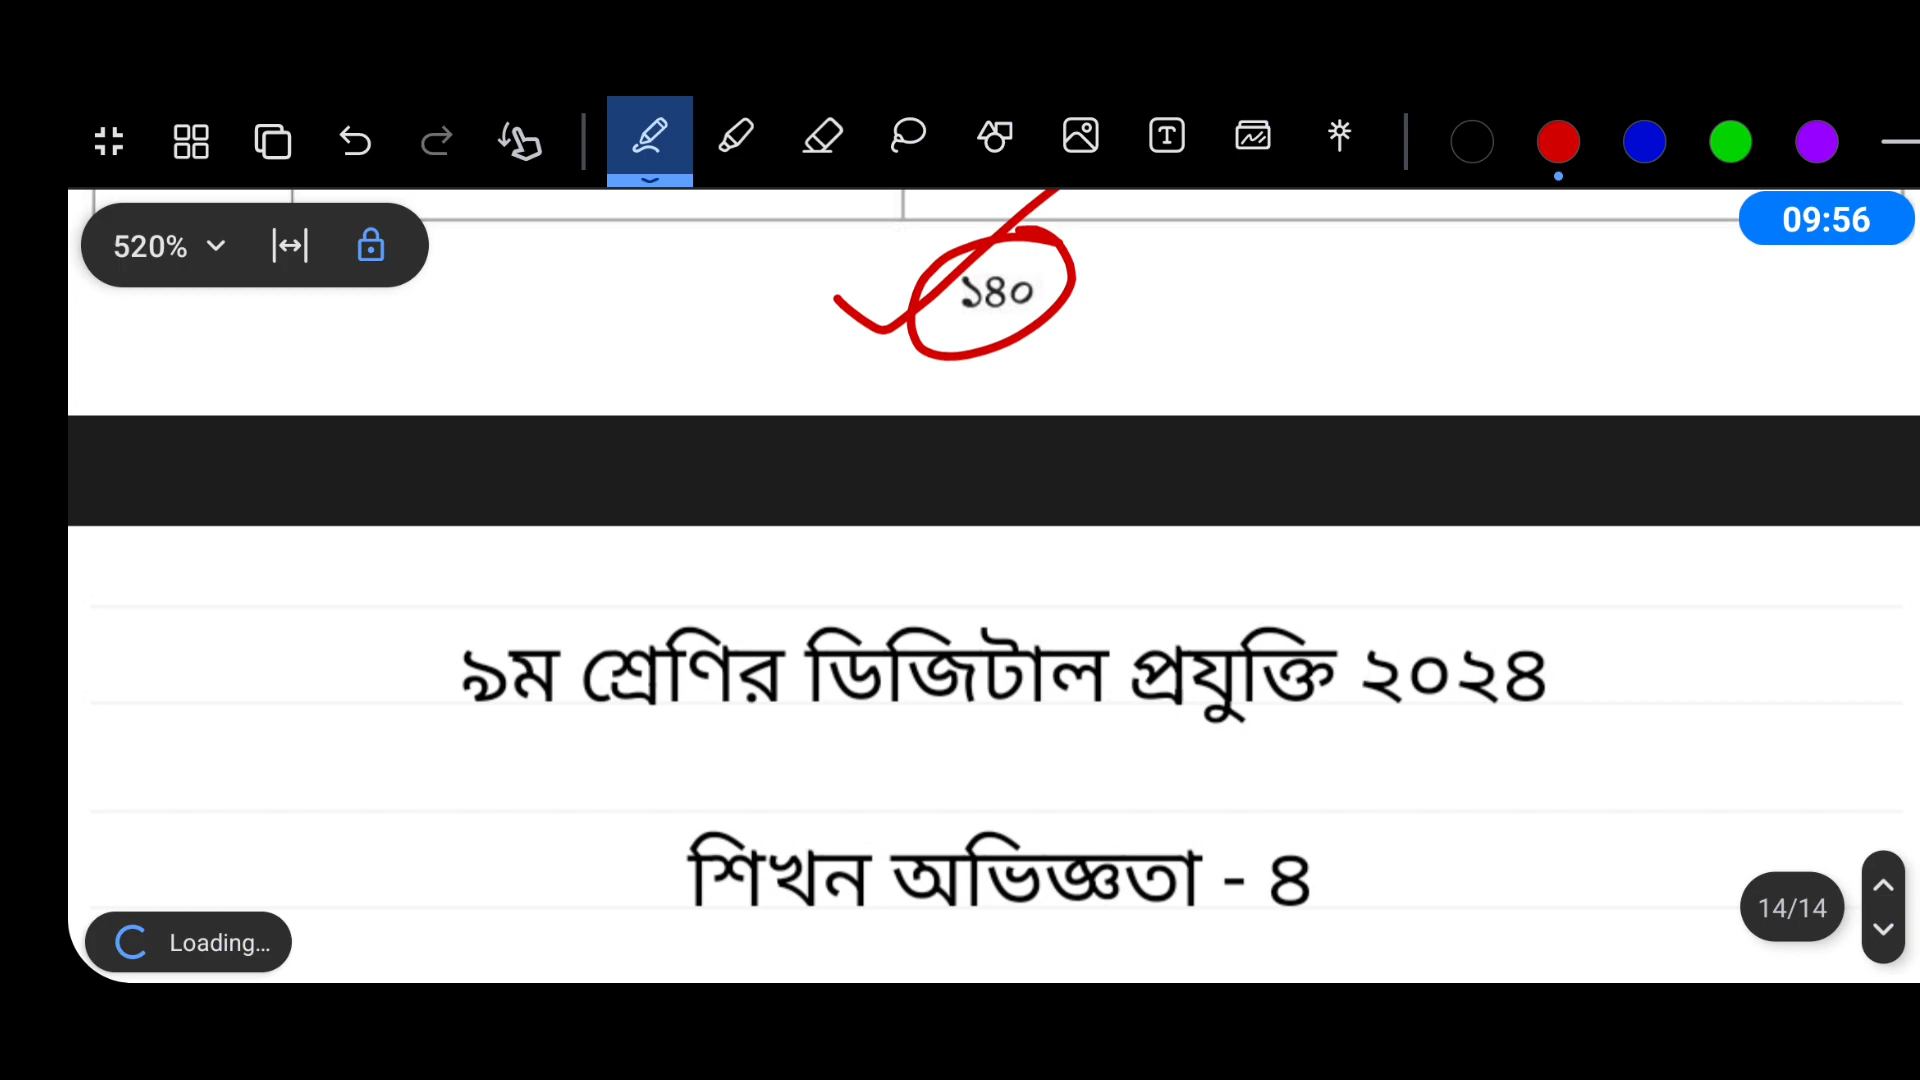 520%
09:56
১৪০
৯ম শ্রেণির ডিজিটাল প্রযুক্তি ২০২৪
শিখন অভিজ্ঞতা - ৪
14/14
Loading...